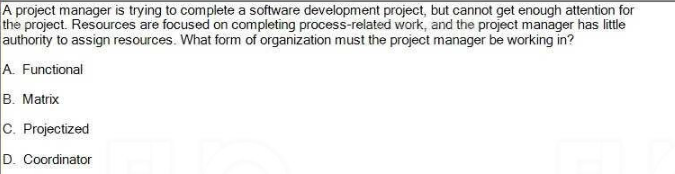 A project manager is trying to complete a software development project, but cannot get enough attention for
the project. Resources are focused on completing process-related work, and the project manager has little
authority to assign resources. What form of organization must the project manager be working in?
A. Functional
B. Matrix
C. Projectized
D. Coordinator